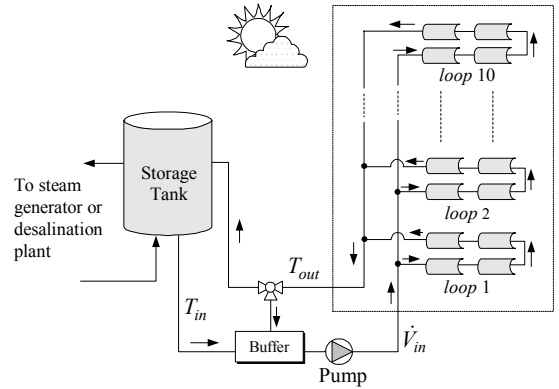 loop 10
Storage
Tank
To steam
generator or
desalination
plant
loop 2
T_out
loop 1
T_in
Buffer
V̇_in
Pump